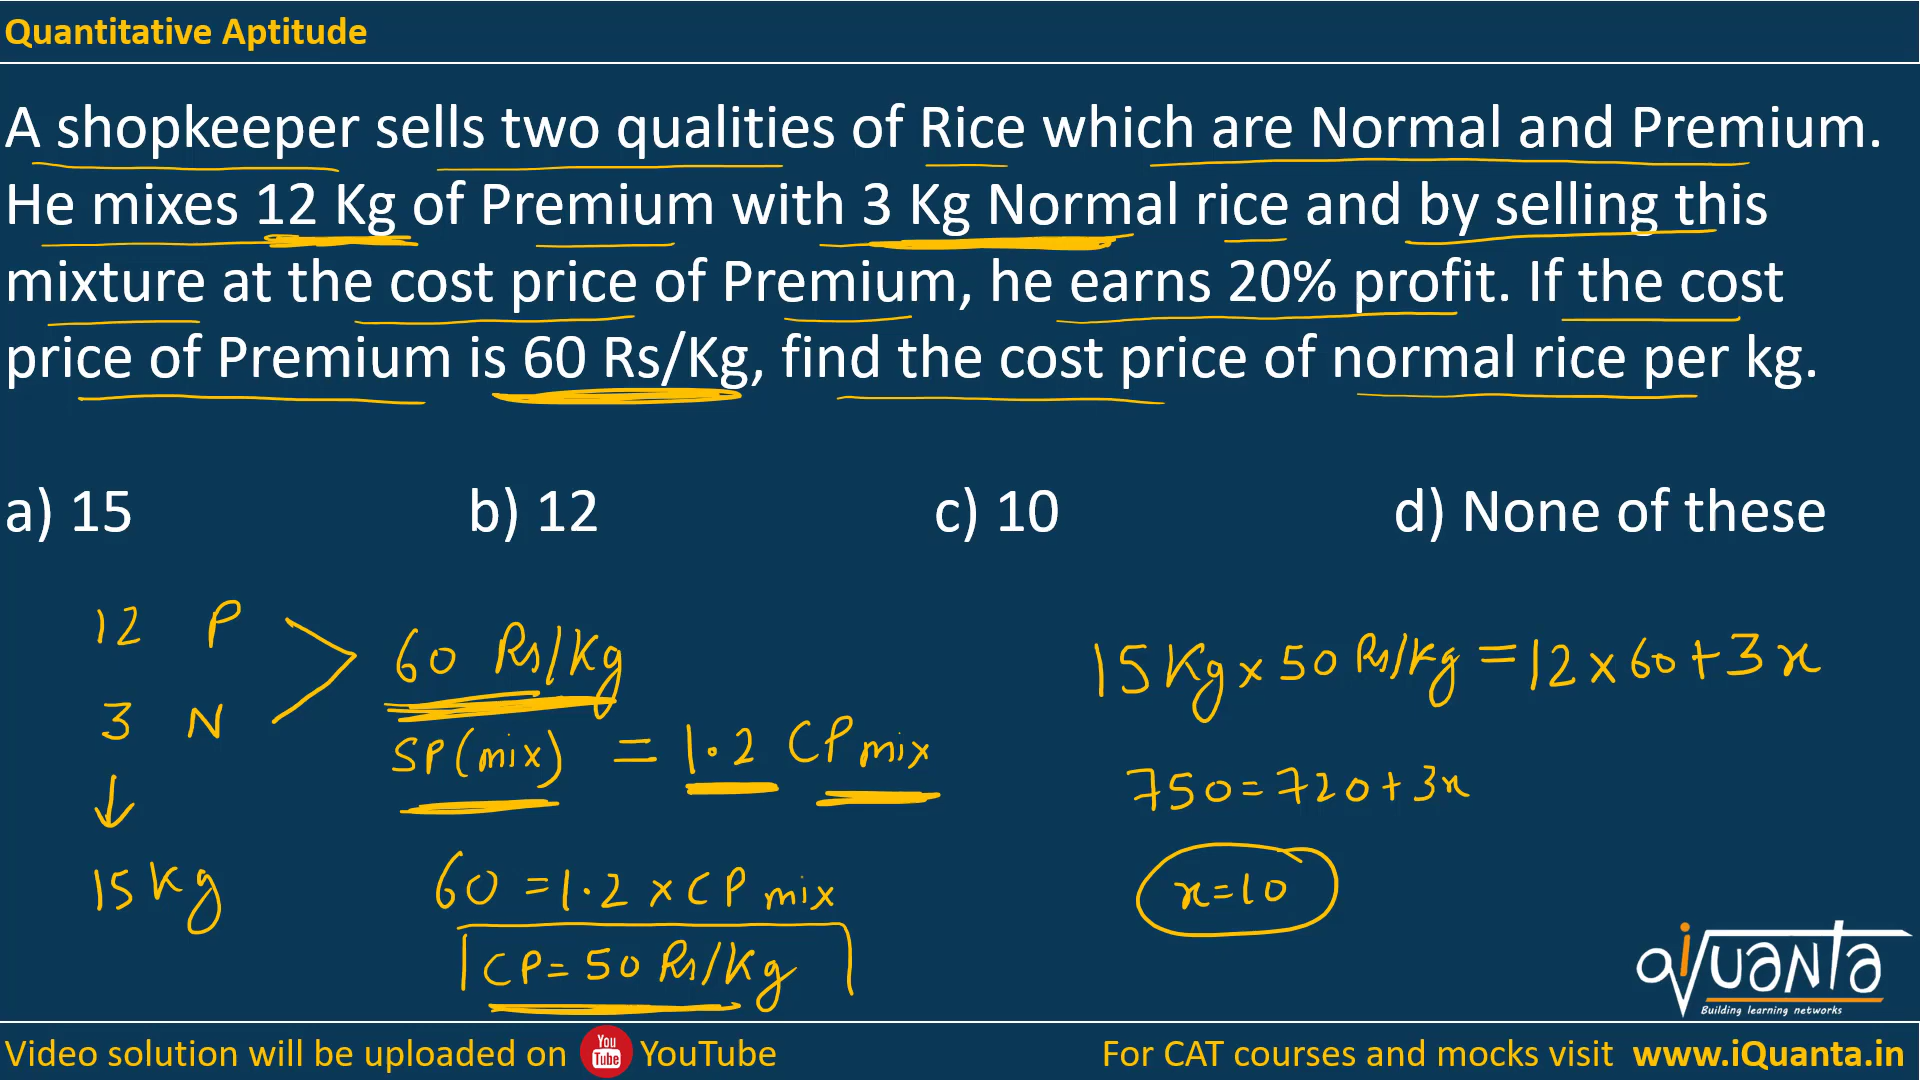 Quantitative Aptitude
A shopkeeper sells two qualities of Rice which are Normal and Premium.
He mixes 12 Kg of Premium with 3 Kg Normal rice and by selling this
mixture at the cost price of Premium, he earns 20% profit. If the cost
price of Premium is 60 Rs/Kg, find the cost price of normal rice per kg.
a) 15 b) 12 c) 10 d) None of these
12 P
3 N
15 Kg
60 Rs/Kg
SP(mix) = 1.2 CP mix
60 = 1.2 x CP mix
CP = 50 Rs/Kg
15 Kg x 50 Rs/Kg = 12 x 60 + 3x
750 = 720 + 3x
x = 10
iQuanta
Building learning networks
Video solution will be uploaded on You Tube YouTube
For CAT courses and mocks visit www.iQuanta.in